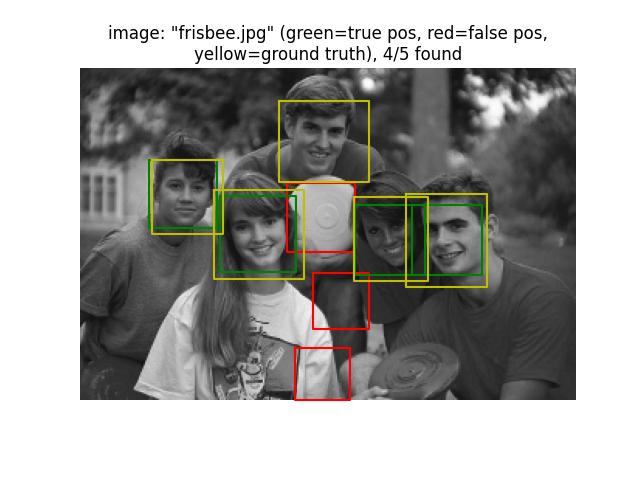 image: "frisbee.jpg" (green=true pos, red=false pos,
yellow=ground truth), 4/5 found